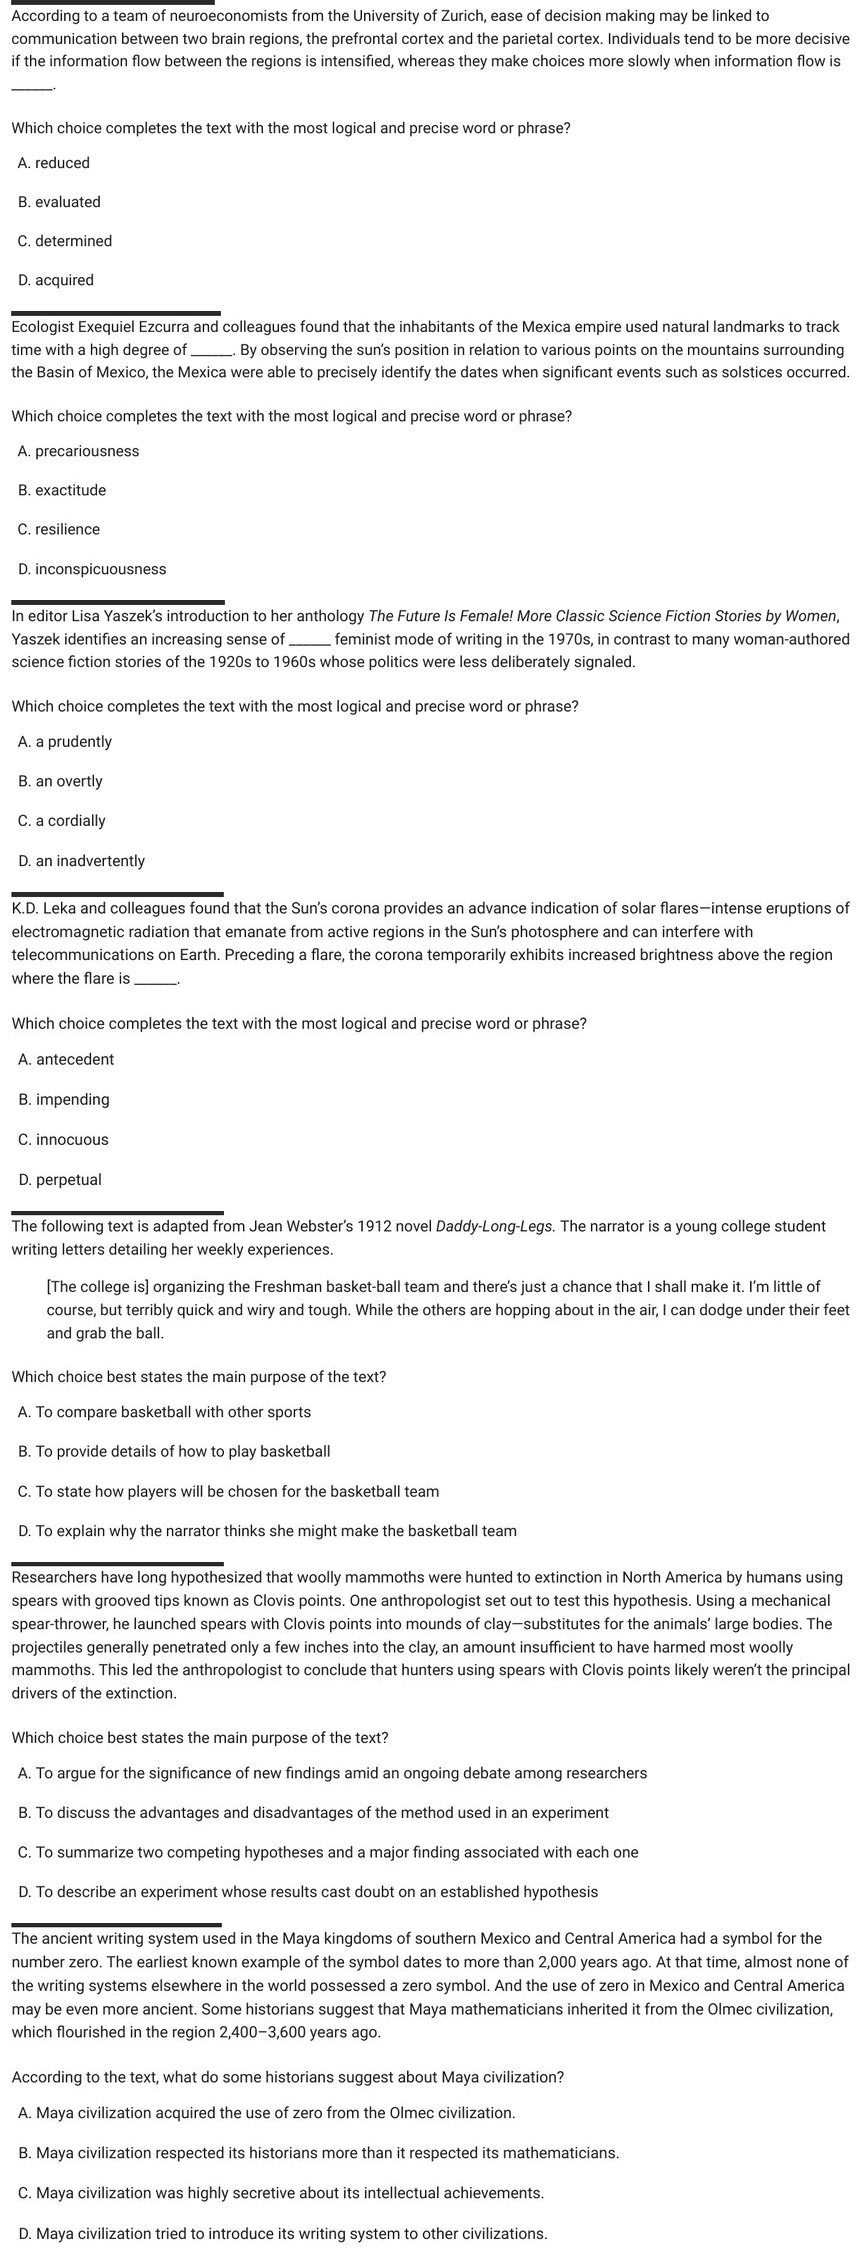 According to a team of neuroeconomists from the University of Zurich, ease of decision making may be linked to
communication between two brain regions, the prefrontal cortex and the parietal cortex. Individuals tend to be more decisive
if the information flow between the regions is intensified, whereas they make choices more slowly when information flow is
______.
Which choice completes the text with the most logical and precise word or phrase?
A. reduced
B. evaluated
C. determined
D. acquired
Ecologist Exequiel Ezcurra and colleagues found that the inhabitants of the Mexica empire used natural landmarks to track
time with a high degree of ______. By observing the sun's position in relation to various points on the mountains surrounding
the Basin of Mexico, the Mexica were able to precisely identify the dates when significant events such as solstices occurred.
Which choice completes the text with the most logical and precise word or phrase?
A. precariousness
B. exactitude
C. resilience
D. inconspicuousness
In editor Lisa Yaszek's introduction to her anthology The Future Is Female! More Classic Science Fiction Stories by Women,
Yaszek identifies an increasing sense of ______ feminist mode of writing in the 1970s, in contrast to many woman-authored
science fiction stories of the 1920s to 1960s whose politics were less deliberately signaled.
Which choice completes the text with the most logical and precise word or phrase?
A. a prudently
B. an overtly
C. a cordially
D. an inadvertently
K.D. Leka and colleagues found that the Sun's corona provides an advance indication of solar flares—intense eruptions of
electromagnetic radiation that emanate from active regions in the Sun's photosphere and can interfere with
telecommunications on Earth. Preceding a flare, the corona temporarily exhibits increased brightness above the region
where the flare is ______.
Which choice completes the text with the most logical and precise word or phrase?
A. antecedent
B. impending
C. innocuous
D. perpetual
The following text is adapted from Jean Webster's 1912 novel Daddy-Long-Legs. The narrator is a young college student
writing letters detailing her weekly experiences.
[The college is] organizing the Freshman basket-ball team and there's just a chance that I shall make it. I'm little of
course, but terribly quick and wiry and tough. While the others are hopping about in the air, I can dodge under their feet
and grab the ball.
Which choice best states the main purpose of the text?
A. To compare basketball with other sports
B. To provide details of how to play basketball
C. To state how players will be chosen for the basketball team
D. To explain why the narrator thinks she might make the basketball team
Researchers have long hypothesized that woolly mammoths were hunted to extinction in North America by humans using
spears with grooved tips known as Clovis points. One anthropologist set out to test this hypothesis. Using a mechanical
spear-thrower, he launched spears with Clovis points into mounds of clay—substitutes for the animals' large bodies. The
projectiles generally penetrated only a few inches into the clay, an amount insufficient to have harmed most woolly
mammoths. This led the anthropologist to conclude that hunters using spears with Clovis points likely weren't the principal
drivers of the extinction.
Which choice best states the main purpose of the text?
A. To argue for the significance of new findings amid an ongoing debate among researchers
B. To discuss the advantages and disadvantages of the method used in an experiment
C. To summarize two competing hypotheses and a major finding associated with each one
D. To describe an experiment whose results cast doubt on an established hypothesis
The ancient writing system used in the Maya kingdoms of southern Mexico and Central America had a symbol for the
number zero. The earliest known example of the symbol dates to more than 2,000 years ago. At that time, almost none of
the writing systems elsewhere in the world possessed a zero symbol. And the use of zero in Mexico and Central America
may be even more ancient. Some historians suggest that Maya mathematicians inherited it from the Olmec civilization,
which flourished in the region 2,400–3,600 years ago.
According to the text, what do some historians suggest about Maya civilization?
A. Maya civilization acquired the use of zero from the Olmec civilization.
B. Maya civilization respected its historians more than it respected its mathematicians.
C. Maya civilization was highly secretive about its intellectual achievements.
D. Maya civilization tried to introduce its writing system to other civilizations.